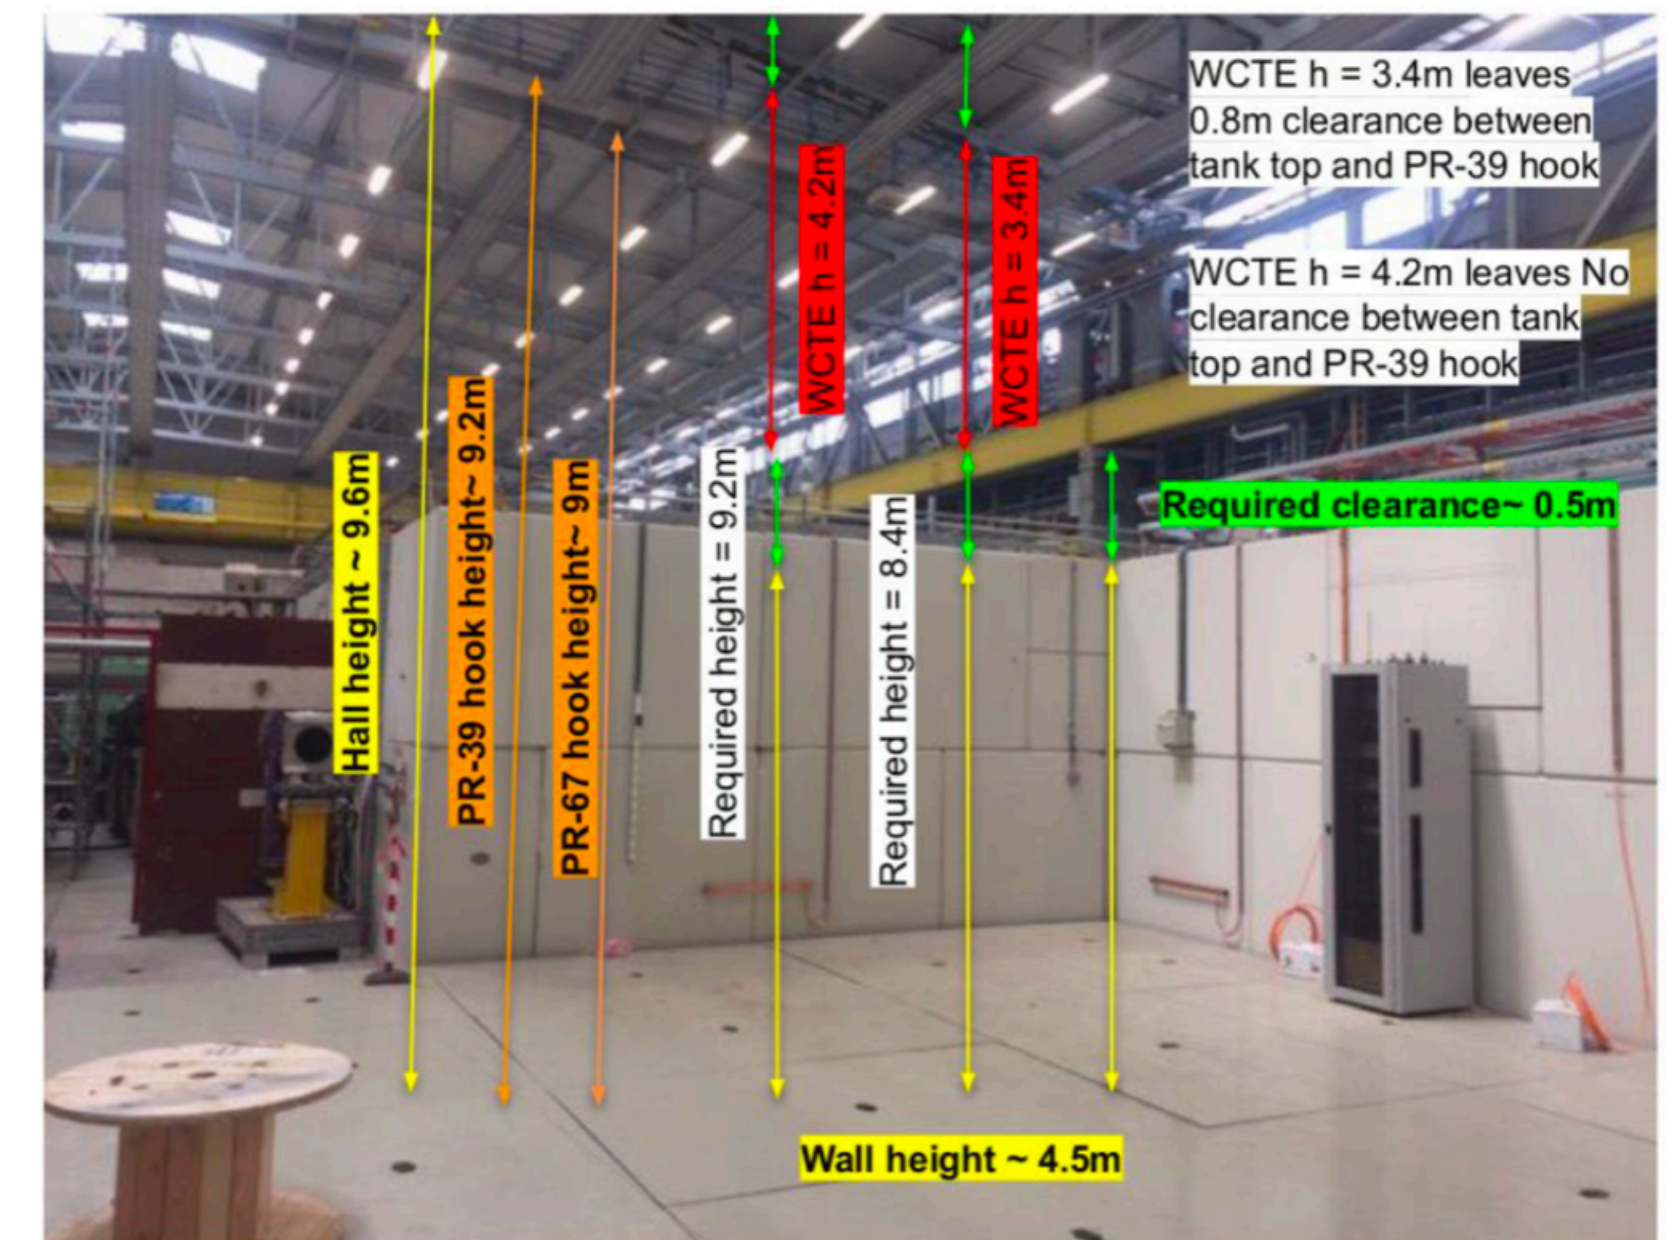 WCTE h = 3.4m leaves
0.8m clearance between
tank top and PR-39 hook
WCTE h = 4.2m leaves No
clearance between tank
top and PR-39 hook
WCTE h = 4.2m
WCTE h = 3.4m
Hall height ~ 9.6m
PR-39 hook height~ 9.2m
PR-67 hook height~ 9m
Required height = 9.2m
Required height = 8.4m
Required clearance~ 0.5m
Wall height ~ 4.5m